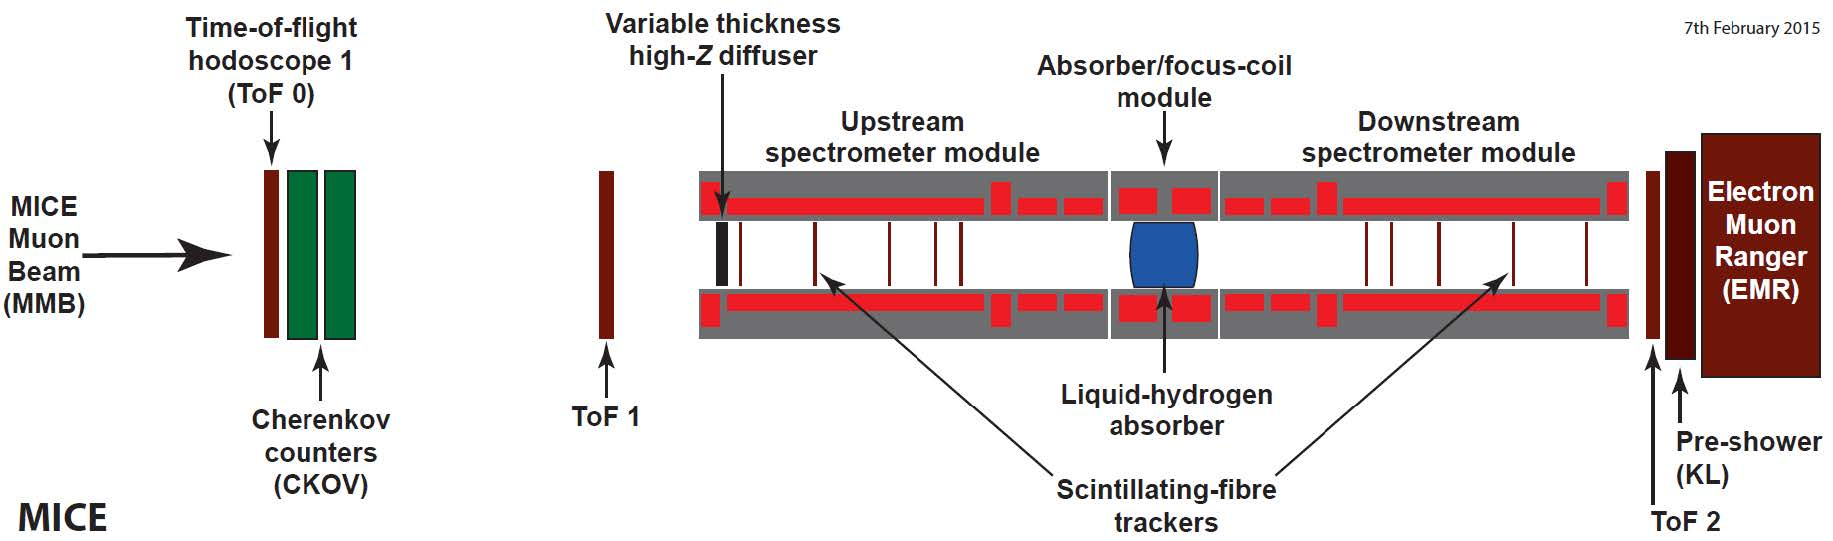 7th February 2015
Time-of-flight
hodoscope 1
(ToF 0)
Variable thickness
high-Z diffuser
Absorber/focus-coil
module
Upstream
spectrometer module
Downstream
spectrometer module
MICE
Muon
Beam
(MMB)
Electron
Muon
Ranger
(EMR)
Cherenkov
counters
(CKOV)
ToF 1
Liquid-hydrogen
absorber
Scintillating-fibre
trackers
Pre-shower
(KL)
ToF 2
MICE